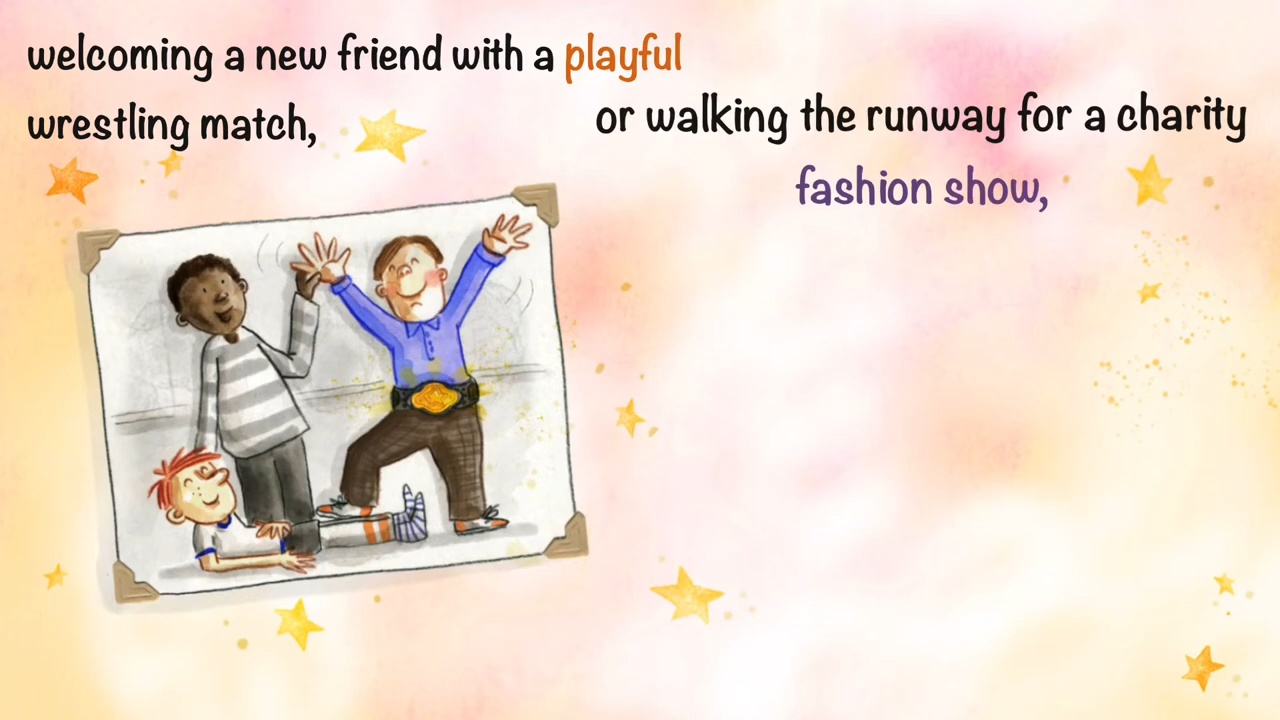 welcoming a new friend with a playful
wrestling match,
or walking the runway for a charity
fashion show,